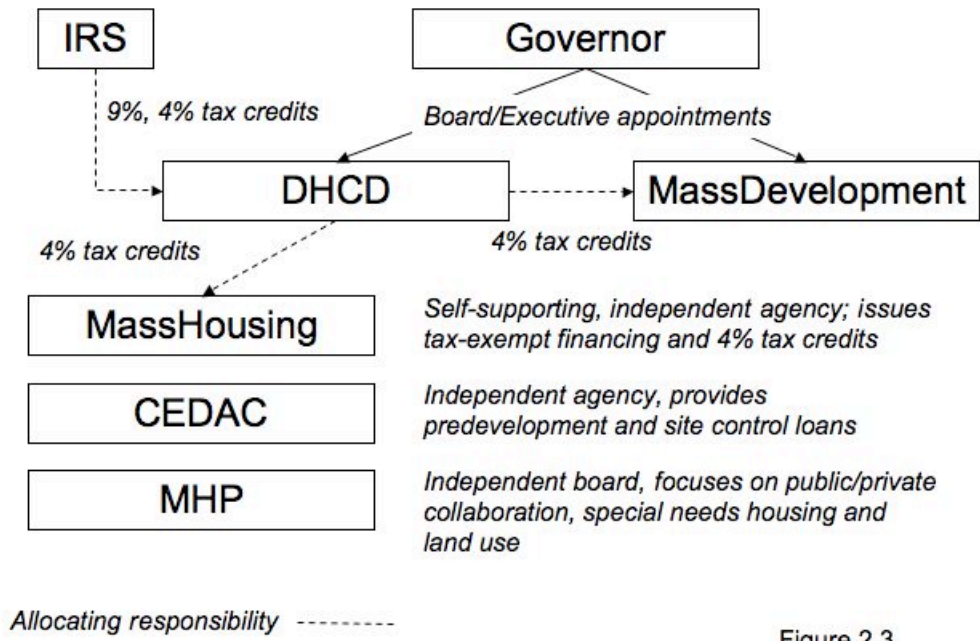 IRS
Governor
9%, 4% tax credits
Board/Executive appointments
DHCD
MassDevelopment
4% tax credits
4% tax credits
MassHousing
Self-supporting, independent agency; issues
tax-exempt financing and 4% tax credits
CEDAC
Independent agency, provides
predevelopment and site control loans
MHP
Independent board, focuses on public/private
collaboration, special needs housing and
land use
Allocating responsibility
Figure 2.3